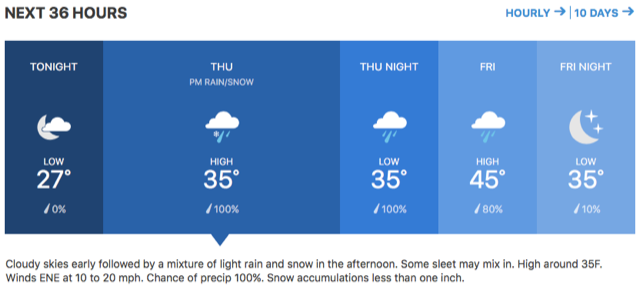 NEXT 36 HOURS
HOURLY → | 10 DAYS →
TONIGHT THU THU NIGHT FRI FRI NIGHT
PM RAIN/SNOW
LOW HIGH LOW HIGH LOW
27° 35° 35° 45° 35°
0% 100% 100% 80% 10%
Cloudy skies early followed by a mixture of light rain and snow in the afternoon. Some sleet may mix in. High around 35F.
Winds ENE at 10 to 20 mph. Chance of precip 100%. Snow accumulations less than one inch.